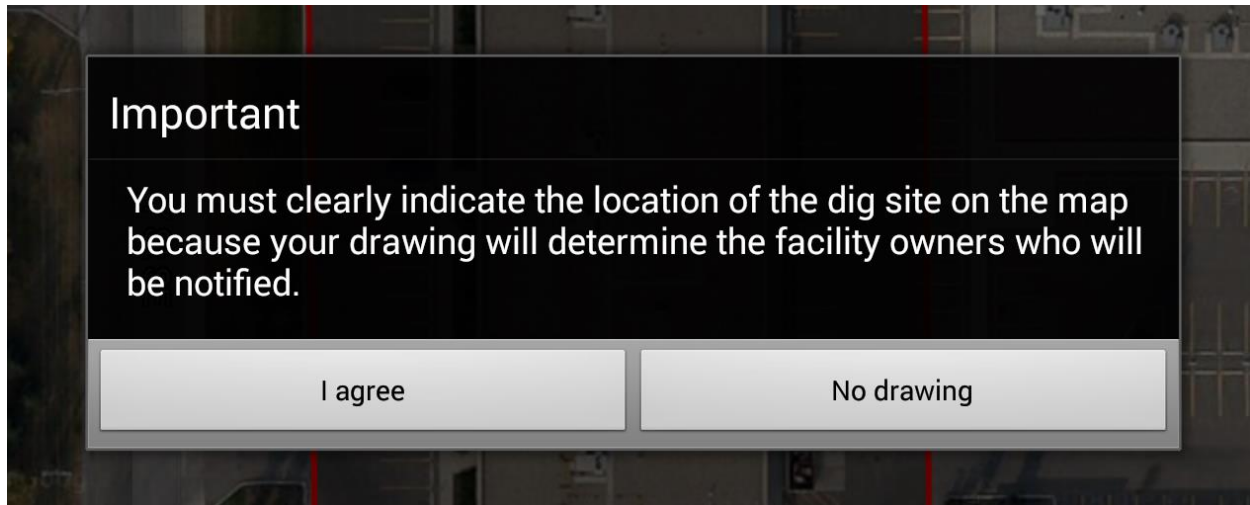 Important
You must clearly indicate the location of the dig site on the map
because your drawing will determine the facility owners who will
be notified.
I agree
No drawing